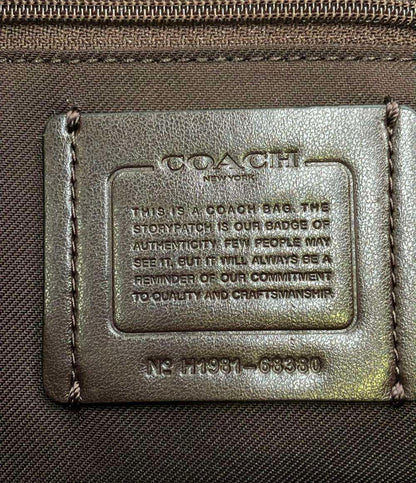 COACH
NEW YORK
THIS IS A COACH BAG. THE
STORYPATCH IS OUR BADGE OF
AUTHENTICITY. FEW PEOPLE MAY
SEE IT, BUT IT WILL ALWAYS BE A
REMINDER OF OUR COMMITMENT
TO QUALITY AND CRAFTSMANSHIP.
Nº H1981-68380